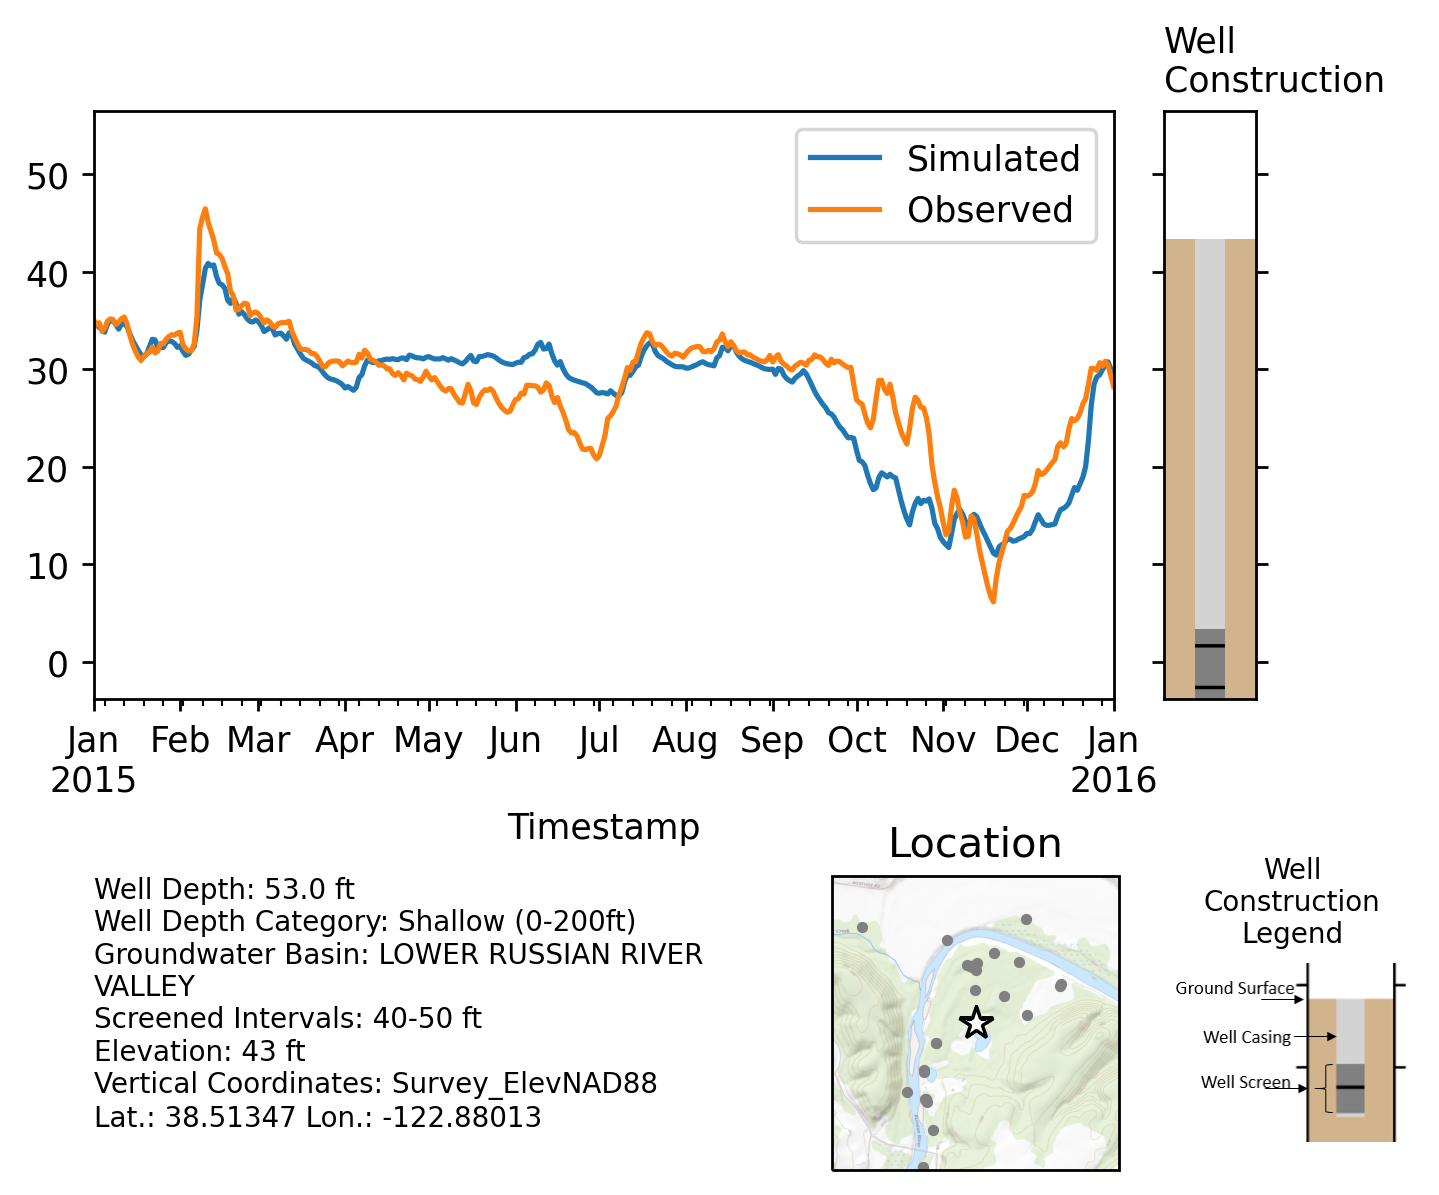 Well
Construction
Simulated
Observed
50
40
30
20
10
0
Jan Feb Mar Apr May Jun Jul Aug Sep Oct Nov Dec Jan
2015 2016
Timestamp
Well Depth: 53.0 ft
Well Depth Category: Shallow (0-200ft)
Groundwater Basin: LOWER RUSSIAN RIVER
VALLEY
Screened Intervals: 40-50 ft
Elevation: 43 ft
Vertical Coordinates: Survey_ElevNAD88
Lat.: 38.51347 Lon.: -122.88013
Location
Well
Construction
Legend
Ground Surface
Well Casing
Well Screen